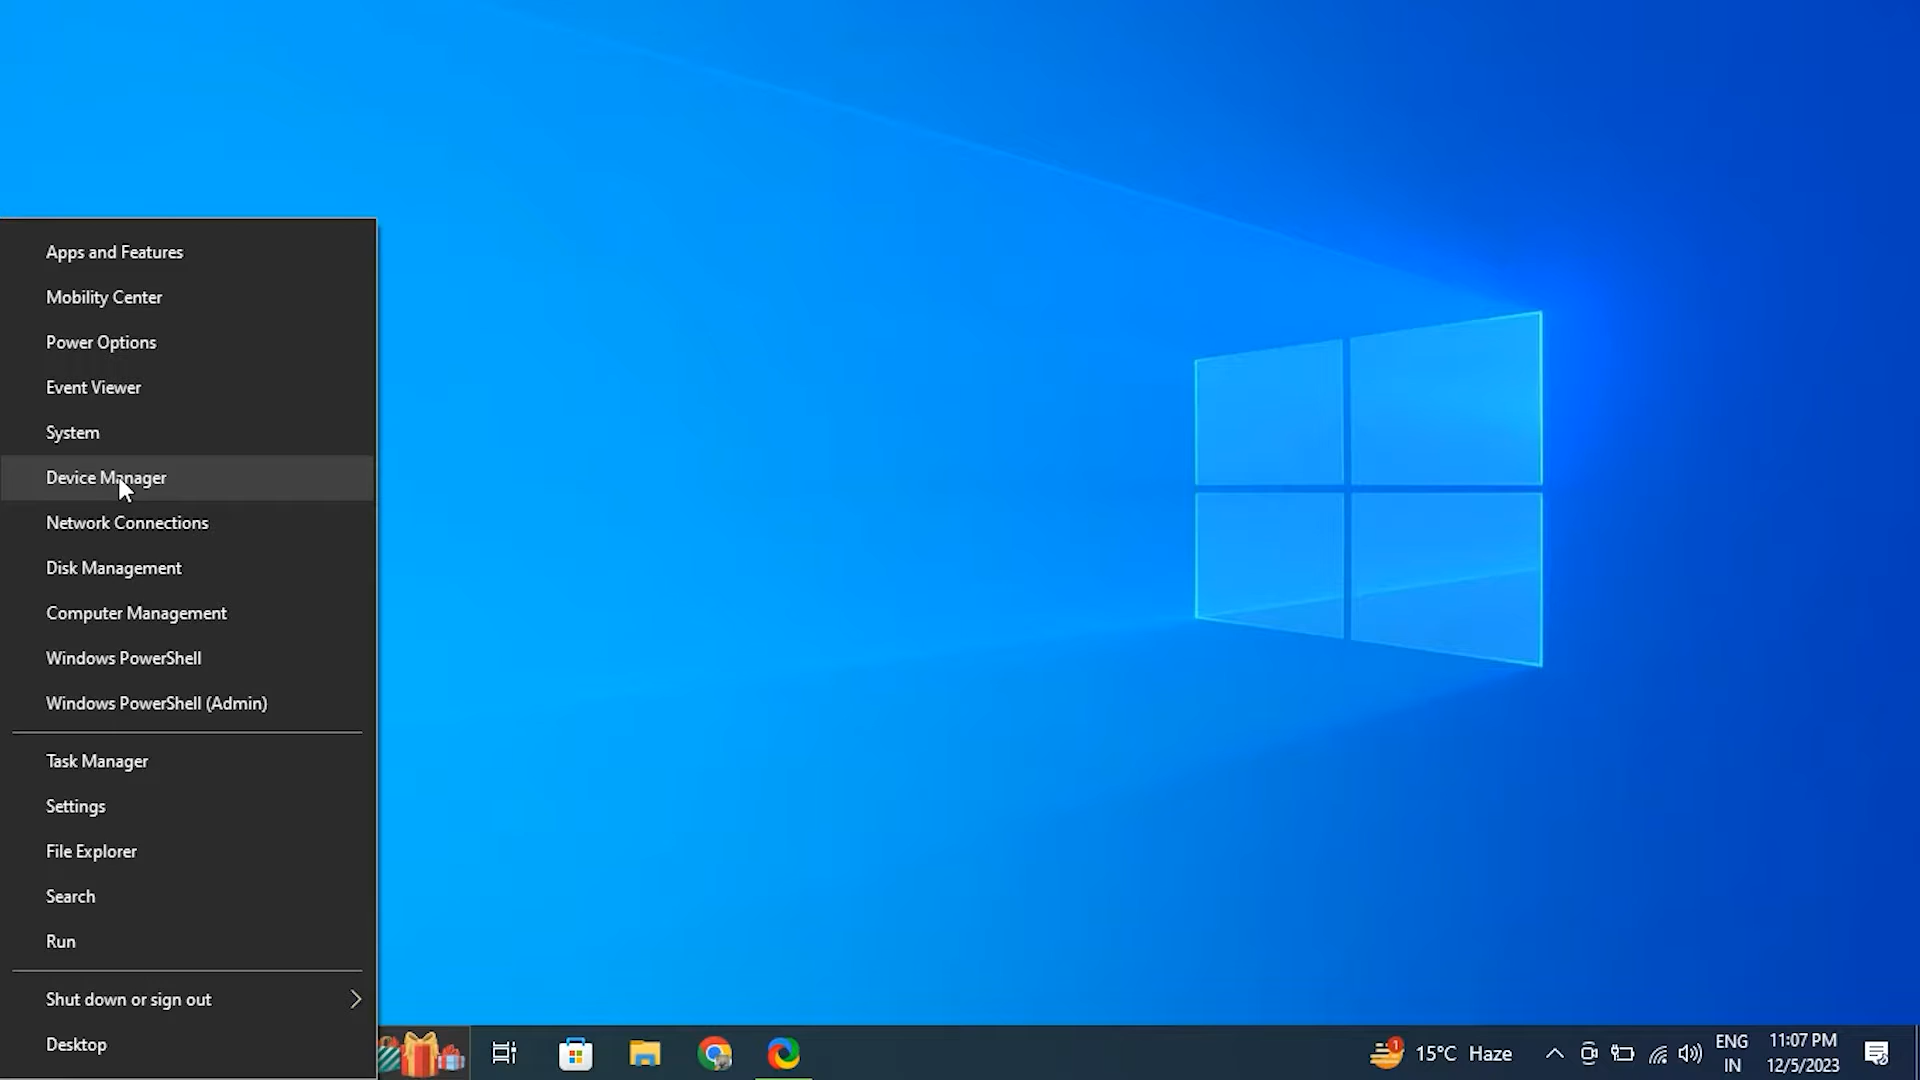 Apps and Features
Mobility Center
Power Options
Event Viewer
System
Device Manager
Network Connections
Disk Management
Computer Management
Windows PowerShell
Windows PowerShell (Admin)
Task Manager
Settings
File Explorer
Search
Run
Shut down or sign out
Desktop
1
15°C Haze
ENG
IN
11:07 PM
12/5/2023